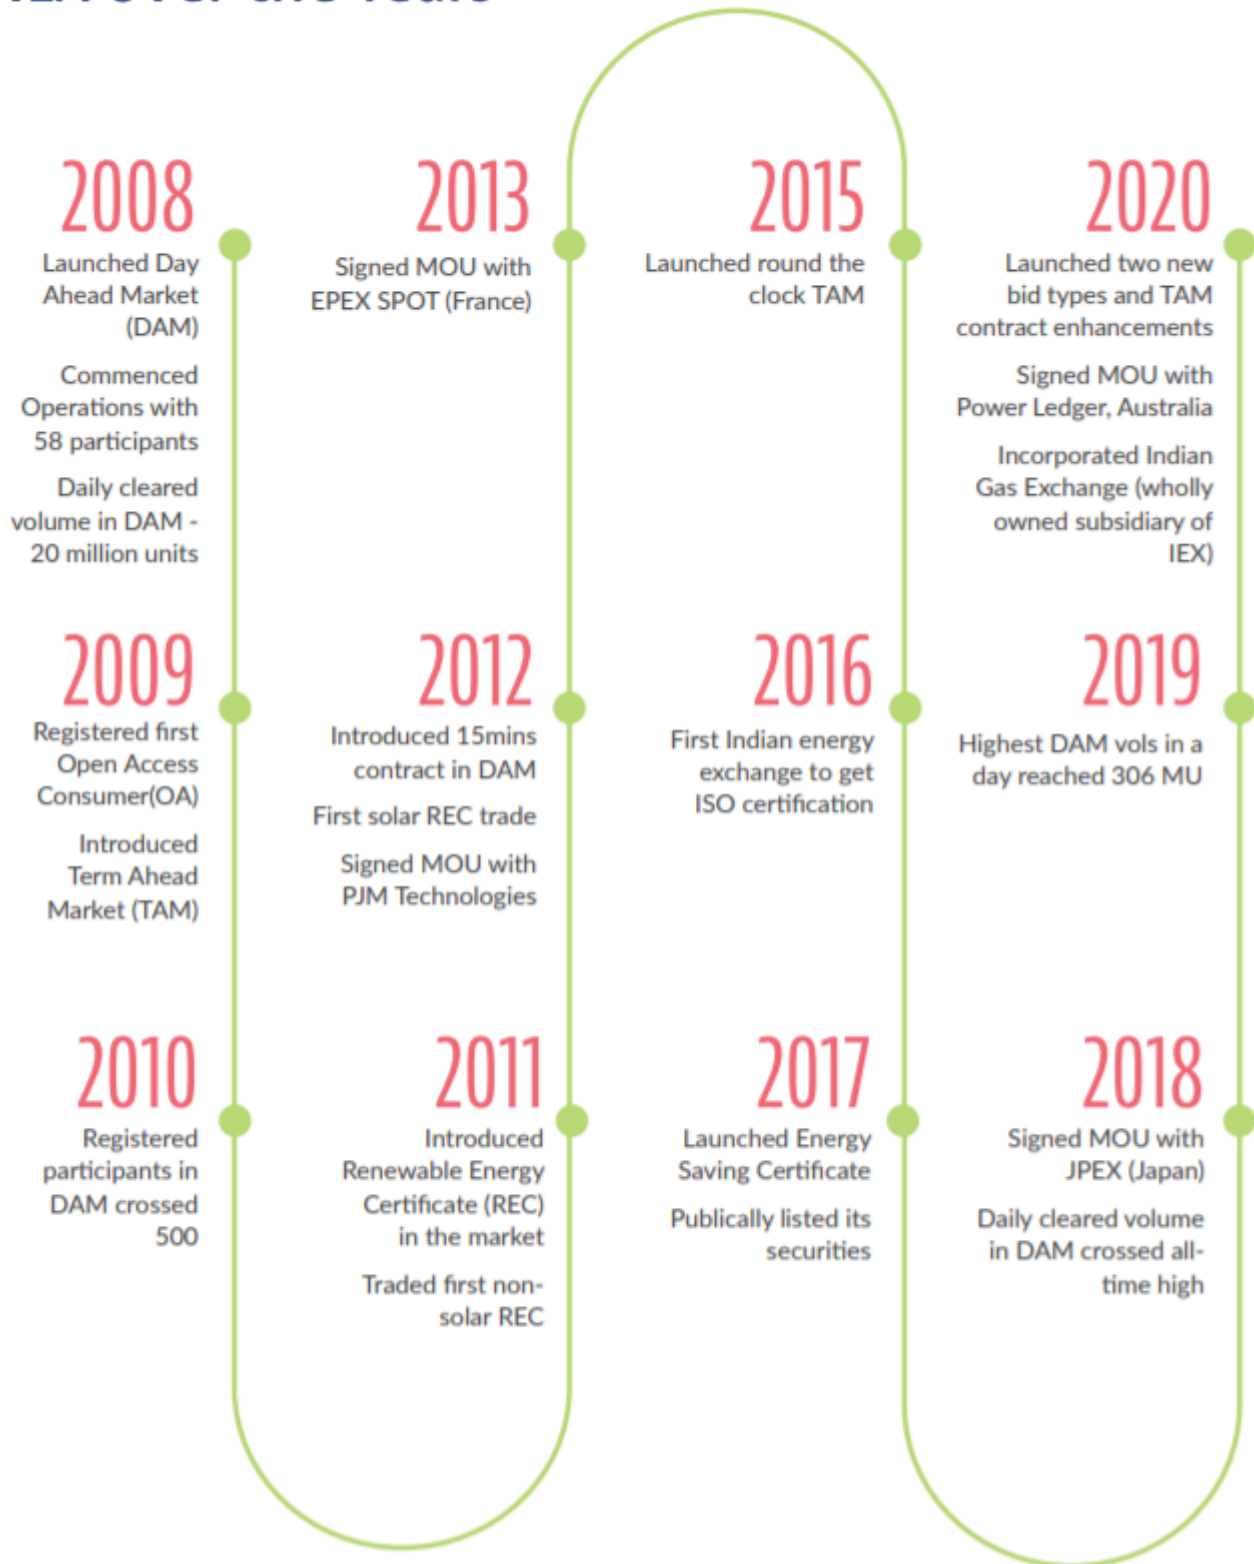 over the Years
2008
Launched Day
Ahead Market
(DAM)
Commenced
Operations with
58 participants
Daily cleared
volume in DAM -
20 million units
2009
Registered first
Open Access
Consumer(OA)
Introduced
Term Ahead
Market (TAM)
2010
Registered
participants in
DAM crossed
500
2011
Introduced
Renewable Energy
Certificate (REC)
in the market
Traded first non-
solar REC
2012
Introduced 15mins
contract in DAM
First solar REC trade
Signed MOU with
PJM Technologies
2013
Signed MOU with
EPEX SPOT (France)
2015
Launched round the
clock TAM
2016
First Indian energy
exchange to get
ISO certification
2017
Launched Energy
Saving Certificate
Publically listed its
securities
2018
Signed MOU with
JPEX (Japan)
Daily cleared volume
in DAM crossed all-
time high
2019
Highest DAM vols in a
day reached 306 MU
2020
Launched two new
bid types and TAM
contract enhancements
Signed MOU with
Power Ledger, Australia
Incorporated Indian
Gas Exchange (wholly
owned subsidiary of
IEX)